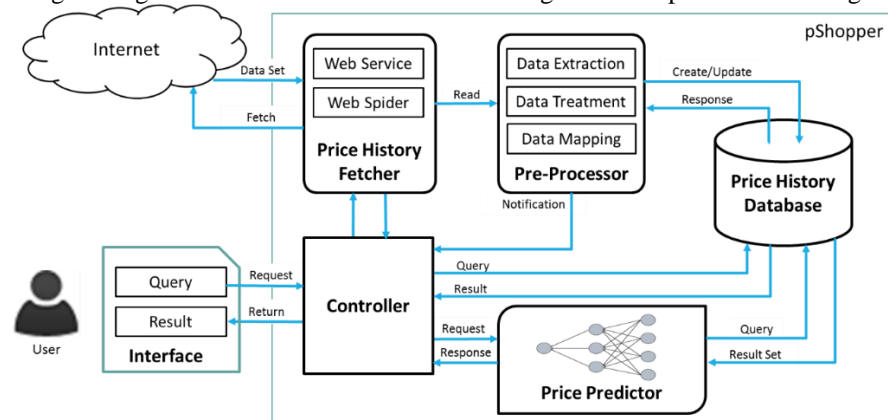 pShopper
Internet
Data Set
Fetch
Web Service
Web Spider
Price History
Fetcher
Read
Data Extraction
Data Treatment
Data Mapping
Pre-Processor
Create/Update
Response
Price History
Database
Notification
User
Query
Result
Interface
Request
Return
Controller
Query
Result
Request
Response
Price Predictor
Query
Result Set